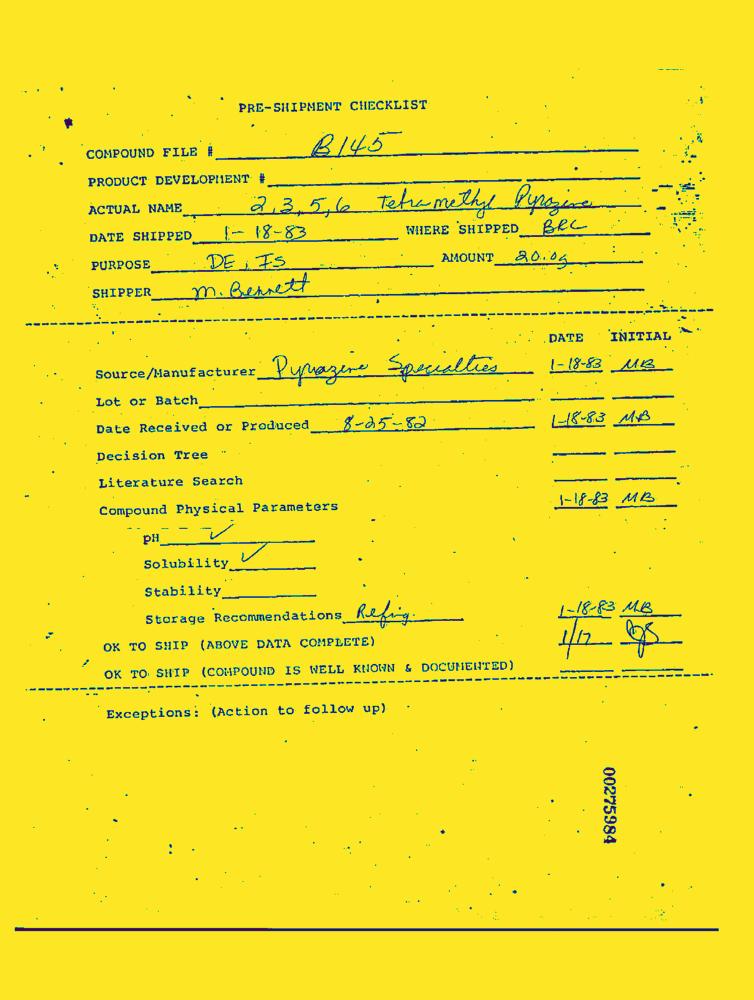 PRE-SHIPMENT CHECKLIST
COMPOUND FILE # B145
PRODUCT DEVELOPMENT #
ACTUAL NAME 2,3,5,6 Tetramethyl Pyrazine
DATE SHIPPED 1-18-83 WHERE SHIPPED BRC
PURPOSE DE, IS AMOUNT 20.0g
SHIPPER M. Bennett
DATE INITIAL
Source/Manufacturer Pyrazine Specialties 1-18-83 MB
Lot or Batch
Date Received or Produced 8-25-82 1-18-83 MB
Decision Tree
Literature Search
Compound Physical Parameters 1-18-83 MB
pH ✓
Solubility ✓
Stability
Storage Recommendations Refrig. 1-18-83 MB
OK TO SHIP (ABOVE DATA COMPLETE) 1/17
OK TO SHIP (COMPOUND IS WELL KNOWN & DOCUMENTED)
Exceptions: (Action to follow up)
00275984